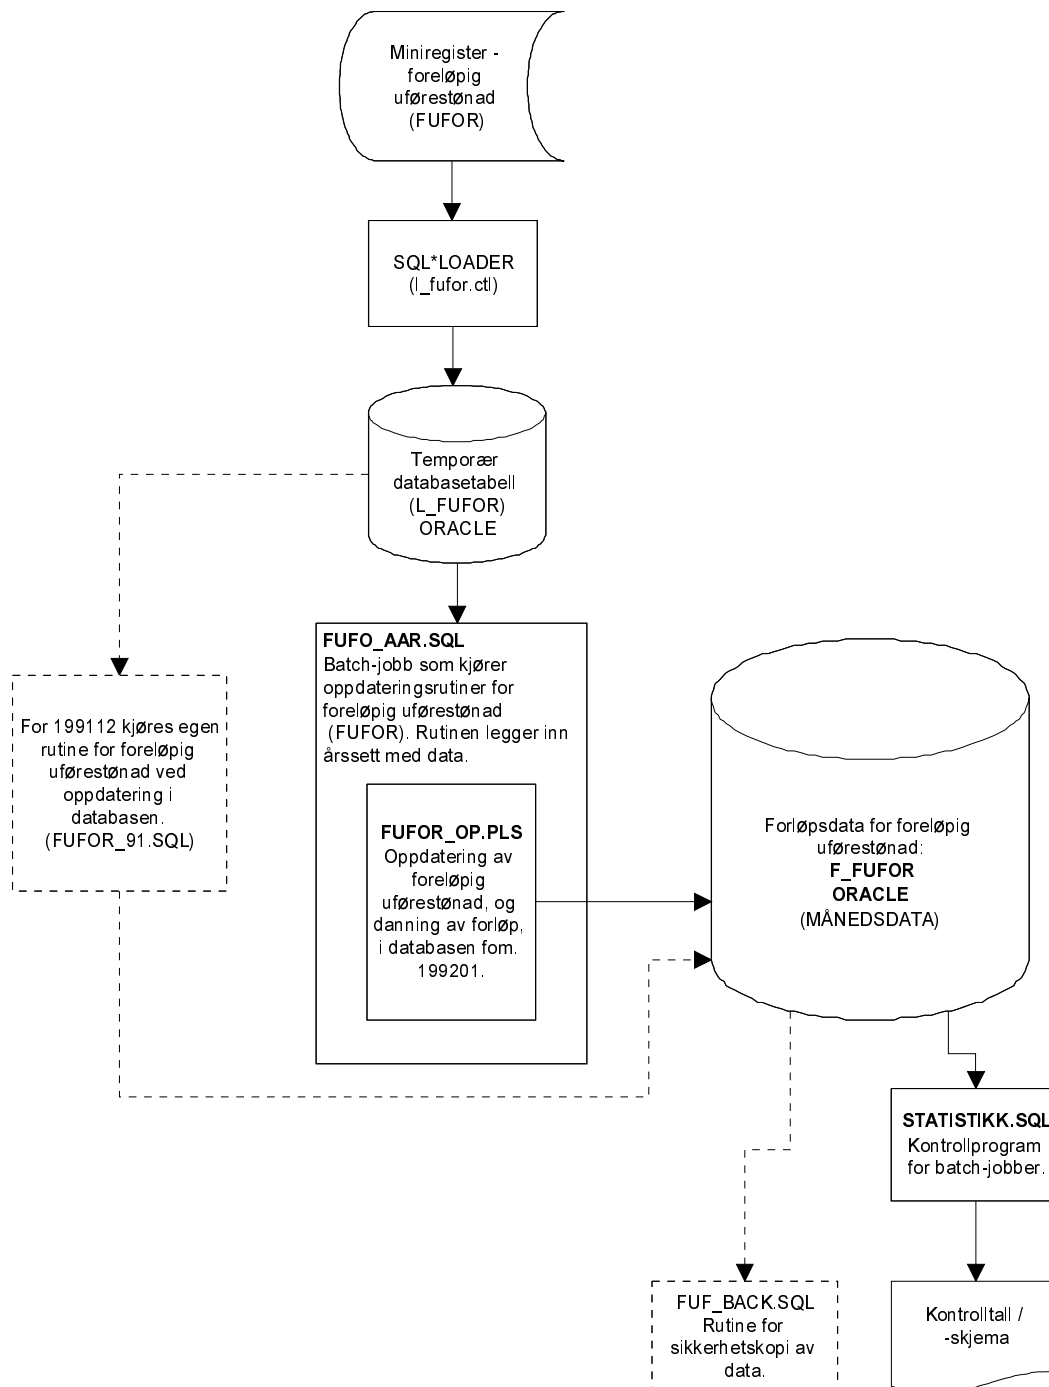 Miniregister -
foreløpig
uførestønad
(FUFOR)
SQL*LOADER
(l_fufor.ctl)
Temporær
databasetabell
(L_FUFOR)
ORACLE
FUFO_AAR.SQL
Batch-jobb som kjører
oppdateringsrutiner for
foreløpig uførestønad
(FUFOR). Rutinen legger inn
årssett med data.
For 199112 kjøres egen
rutine for foreløpig
uførestønad ved
oppdatering i
databasen.
(FUFOR_91.SQL)
FUFOR_OP.PLS
Oppdatering av
foreløpig
uførestønad, og
danning av forløp,
i databasen fom.
199201.
Forløpsdata for foreløpig
uførestønad:
F_FUFOR
ORACLE
(MÅNEDSDATA)
STATISTIKK.SQL
Kontrollprogram
for batch-jobber.
FUF_BACK.SQL
Rutine for
sikkerhetskopi av
data.
Kontrolltall /
-skjema